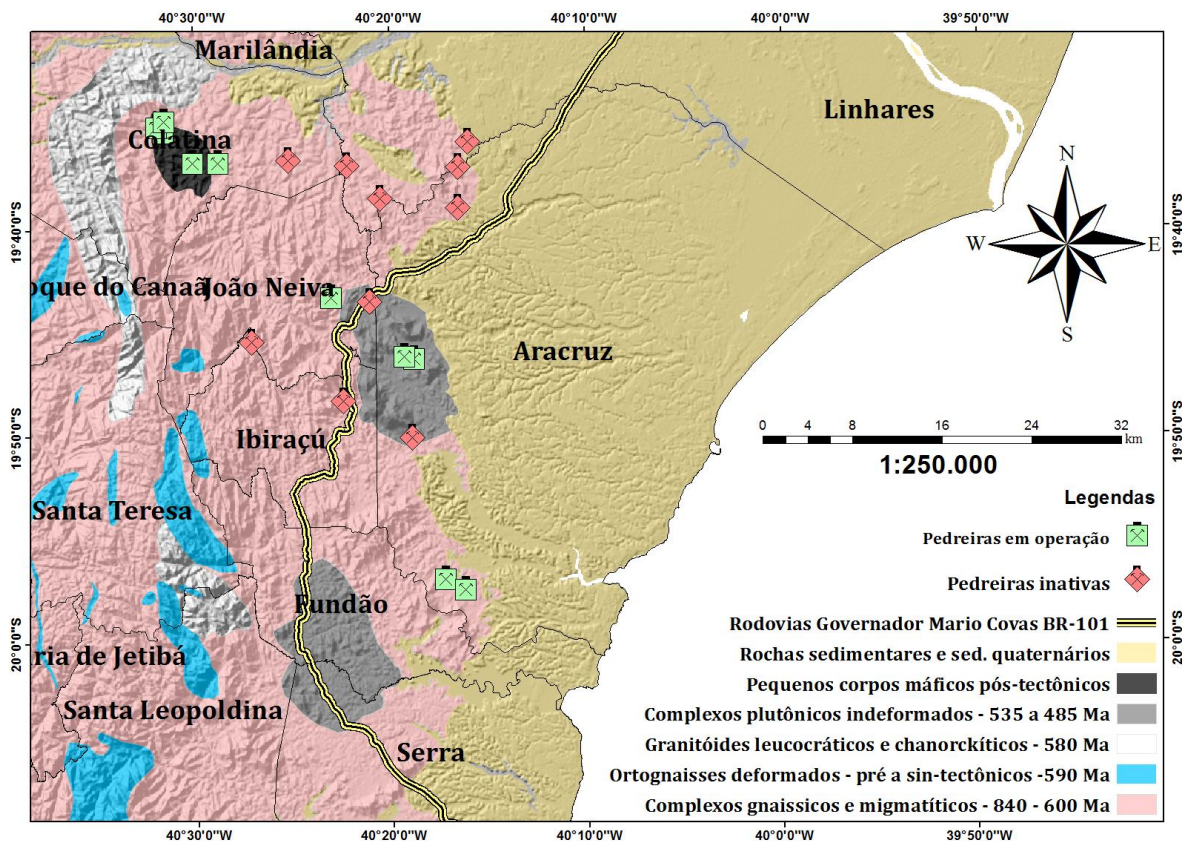 40°30'0"W 40°20'0"W 40°10'0"W 40°0'0"W 39°50'0"W
Marilândia
Linhares
Colatina
N
W E
S
19°40'0"S 19°40'0"S
oque do Canaã João Neiva
Aracruz
Ibiraçú
19°50'0"S 19°50'0"S
0 4 8 16 24 32
km
1:250.000
Santa Teresa
Legendas
Pedreiras em operação
Pedreiras inativas
Fundão
Rodovias Governador Mario Covas BR-101
20°0'0"S 20°0'0"S
ria de Jetibá
Rochas sedimentares e sed. quaternários
Pequenos corpos máficos pós-tectônicos
Santa Leopoldina
Complexos plutônicos indeformados - 535 a 485 Ma
Serra
Granitóides leucocráticos e chanorckíticos - 580 Ma
Ortognaisses deformados - pré a sin-tectônicos -590 Ma
Complexos gnaissicos e migmatíticos - 840 - 600 Ma
40°30'0"W 40°20'0"W 40°10'0"W 40°0'0"W 39°50'0"W